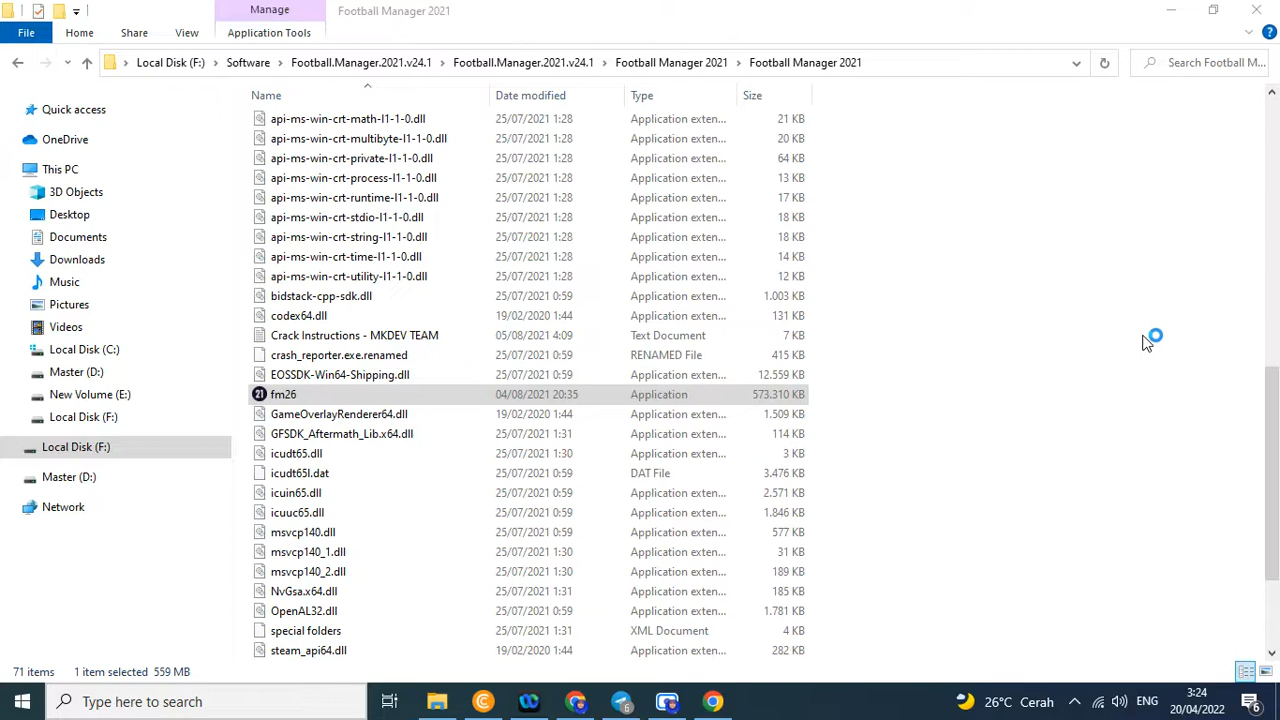 Manage
Football Manager 2021
File
Home
Share
View
Application Tools
Local Disk (F:)
Software
Football.Manager.2021.v24.1
Football.Manager.2021.v24.1
Football Manager 2021
Football Manager 2021
Search Football M...
Quick access
OneDrive
This PC
3D Objects
Desktop
Documents
Downloads
Music
Pictures
Videos
Local Disk (C:)
Master (D:)
New Volume (E:)
Local Disk (F:)
Local Disk (F:)
Master (D:)
Network
Name Date modified Type Size
api-ms-win-crt-math-l1-1-0.dll 25/07/2021 1:28 Application exten... 21 KB
api-ms-win-crt-multibyte-l1-1-0.dll 25/07/2021 1:28 Application exten... 20 KB
api-ms-win-crt-private-l1-1-0.dll 25/07/2021 1:28 Application exten... 64 KB
api-ms-win-crt-process-l1-1-0.dll 25/07/2021 1:28 Application exten... 13 KB
api-ms-win-crt-runtime-l1-1-0.dll 25/07/2021 1:28 Application exten... 17 KB
api-ms-win-crt-stdio-l1-1-0.dll 25/07/2021 1:28 Application exten... 18 KB
api-ms-win-crt-string-l1-1-0.dll 25/07/2021 1:28 Application exten... 18 KB
api-ms-win-crt-time-l1-1-0.dll 25/07/2021 1:28 Application exten... 14 KB
api-ms-win-crt-utility-l1-1-0.dll 25/07/2021 1:28 Application exten... 12 KB
bidstack-cpp-sdk.dll 25/07/2021 0:59 Application exten... 1.003 KB
codex64.dll 19/02/2020 1:44 Application exten... 131 KB
Crack Instructions - MKDEV TEAM 05/08/2021 4:09 Text Document 7 KB
crash_reporter.exe.renamed 25/07/2021 0:59 RENAMED File 415 KB
EOSSDK-Win64-Shipping.dll 25/07/2021 0:59 Application exten... 12.559 KB
21 fm26 04/08/2021 20:35 Application 573.310 KB
GameOverlayRenderer64.dll 19/02/2020 1:44 Application exten... 1.509 KB
GFSDK_Aftermath_Lib.x64.dll 25/07/2021 1:31 Application exten... 114 KB
icudt65.dll 25/07/2021 1:30 Application exten... 3 KB
icudt65l.dat 25/07/2021 0:59 DAT File 3.476 KB
icuin65.dll 25/07/2021 0:59 Application exten... 2.571 KB
icuuc65.dll 25/07/2021 0:59 Application exten... 1.846 KB
msvcp140.dll 25/07/2021 1:30 Application exten... 577 KB
msvcp140_1.dll 25/07/2021 1:30 Application exten... 31 KB
msvcp140_2.dll 25/07/2021 1:30 Application exten... 189 KB
NvGsa.x64.dll 25/07/2021 1:31 Application exten... 185 KB
OpenAL32.dll 25/07/2021 0:59 Application exten... 1.781 KB
special folders 25/07/2021 1:31 XML Document 4 KB
steam_api64.dll 19/02/2020 1:44 Application exten... 282 KB
71 items 1 item selected 559 MB
Type here to search
6
26°C Cerah
ENG
3:24
20/04/2022
6